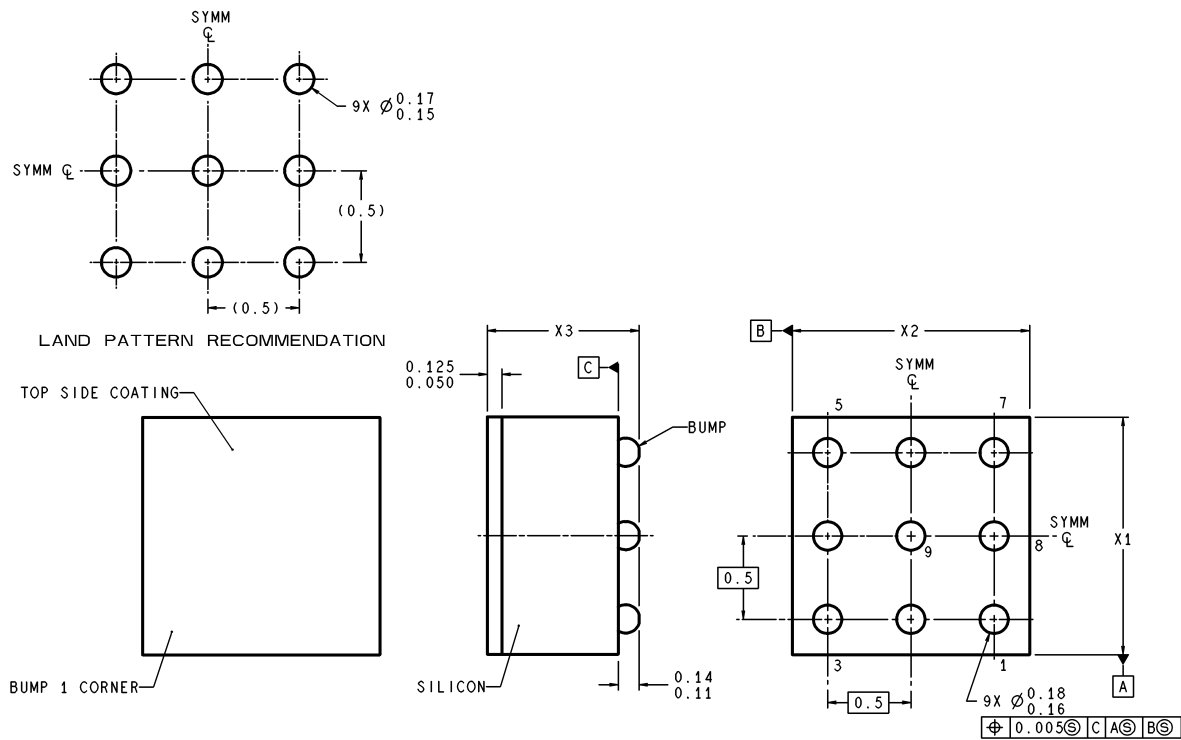 SYMM
℄
9X Ø 0.17
0.15
SYMM ℄
(0.5)
(0.5)
LAND PATTERN RECOMMENDATION
TOP SIDE COATING
BUMP 1 CORNER
X3
0.125
0.050
C
BUMP
SILICON
0.14
0.11
B
X2
SYMM
℄
5
7
SYMM
℄
8
9
X1
0.5
3
1
A
0.5
9X Ø 0.18
0.16
⌖ 0.005Ⓢ C AⓈ BⓈ